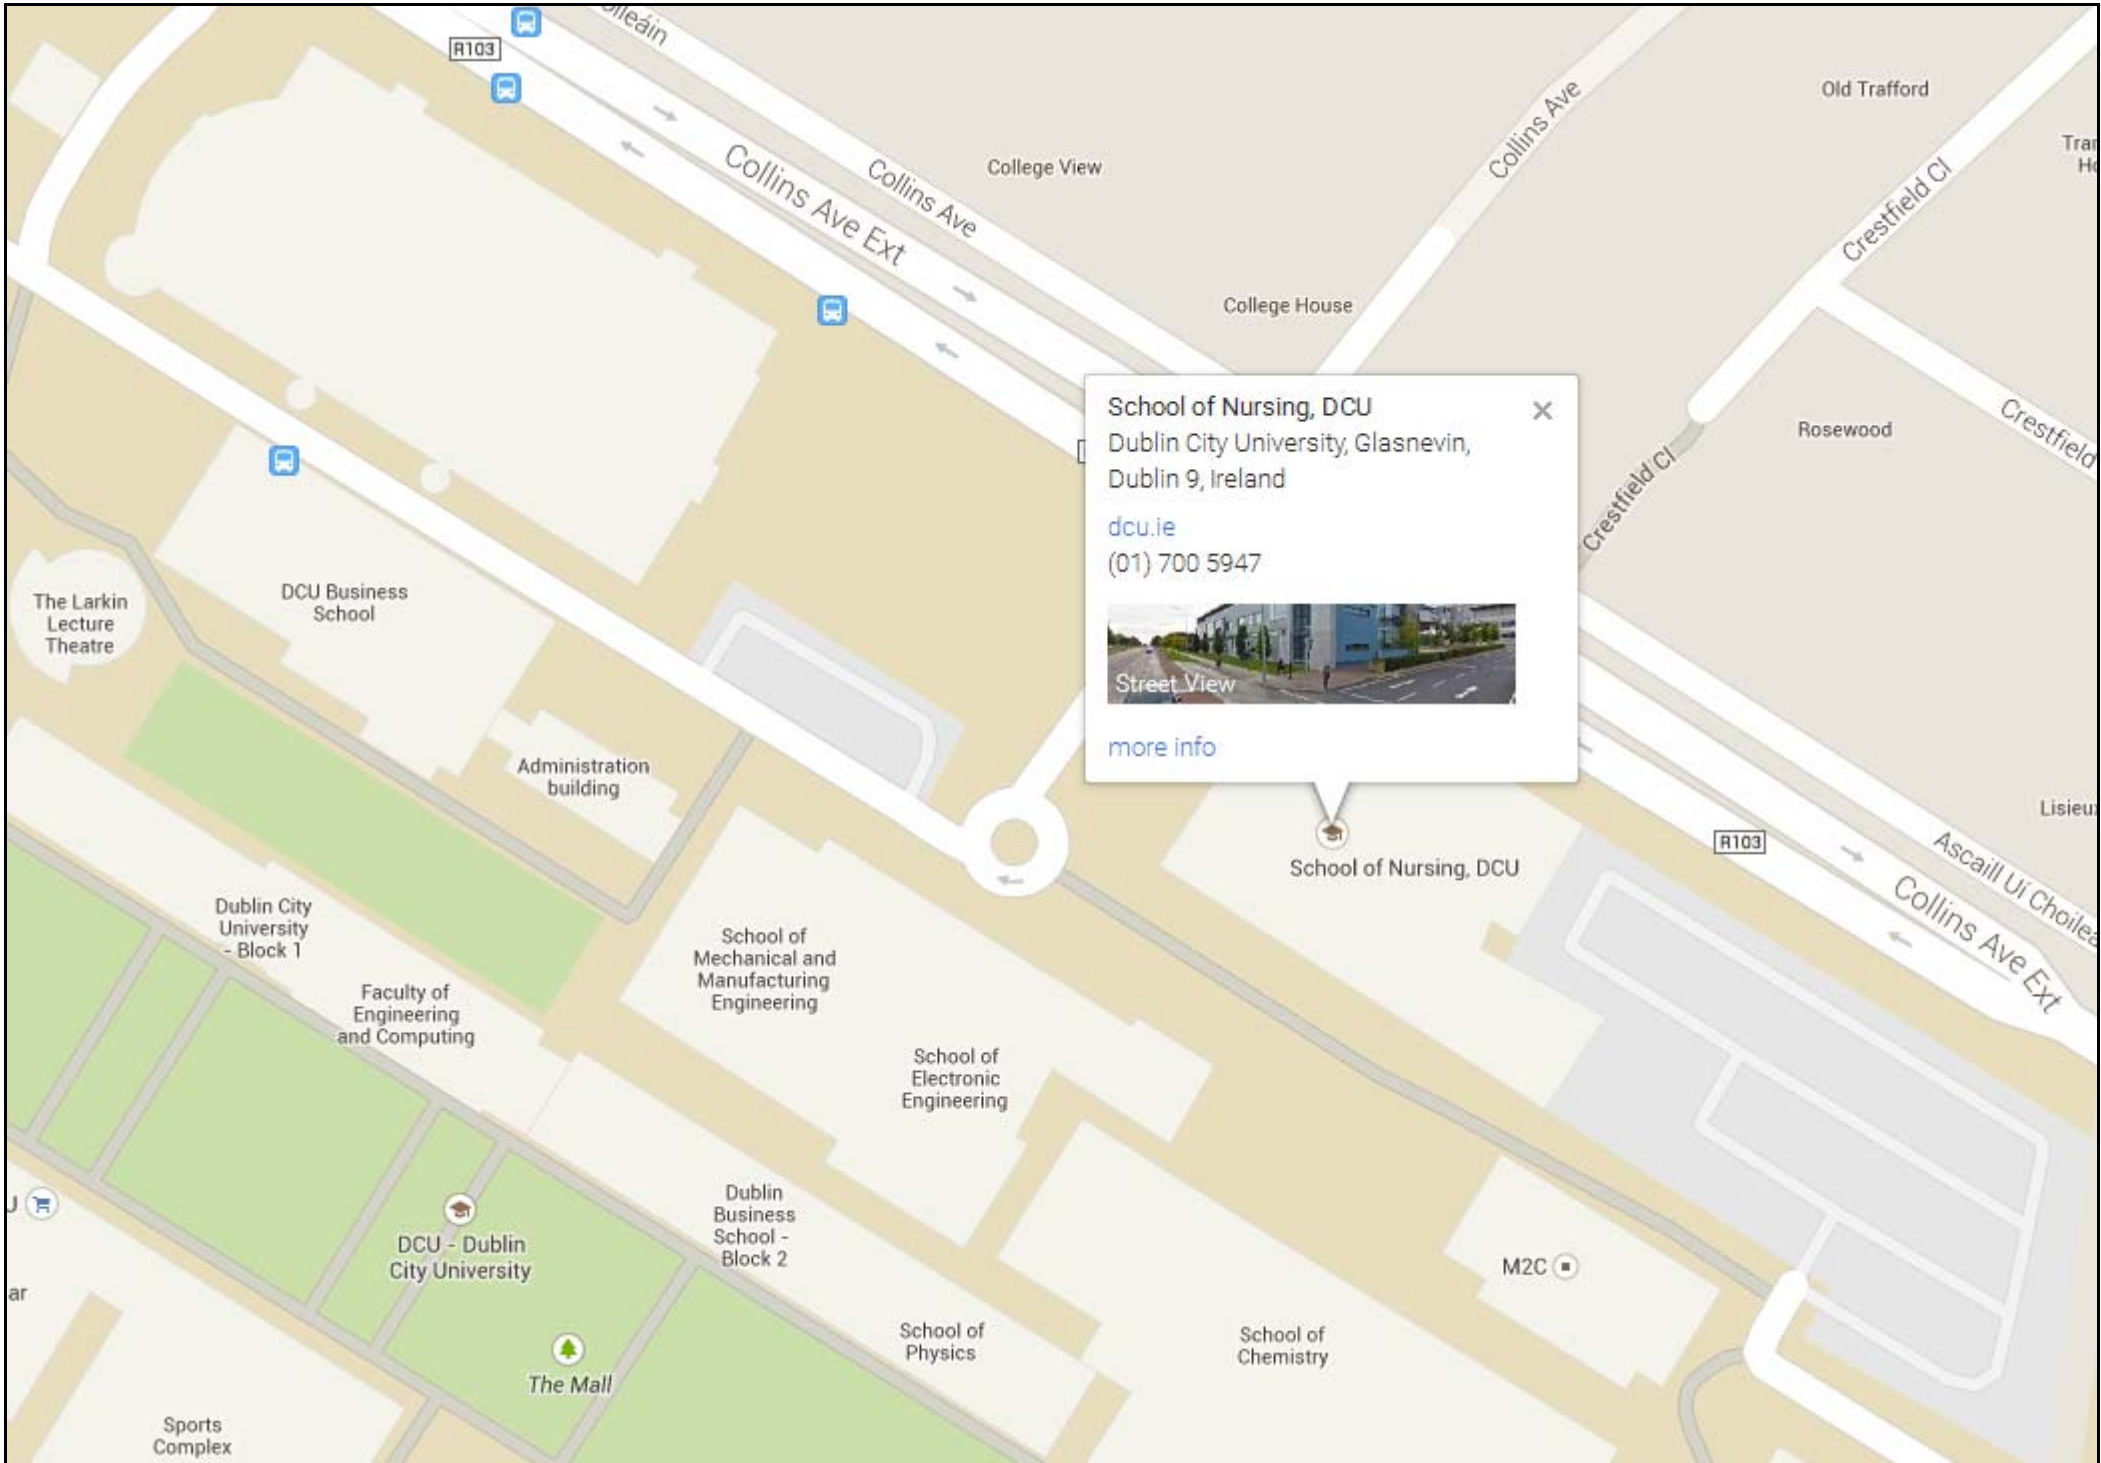 oileáin
R103
Collins Ave Ext
Collins Ave
College View
Collins Ave
Old Trafford
Crestfield Cl
College House
School of Nursing, DCU
Dublin City University, Glasnevin,
Dublin 9, Ireland
dcu.ie
(01) 700 5947
Street View
more info
Crestfield Cl
Rosewood
Crestfield
The Larkin
Lecture
Theatre
DCU Business
School
Administration
building
School of Nursing, DCU
R103
Ascaill Uí Choilea
Collins Ave Ext
Dublin City
University
- Block 1
Faculty of
Engineering
and Computing
School of
Mechanical and
Manufacturing
Engineering
School of
Electronic
Engineering
Dublin
Business
School -
Block 2
DCU - Dublin
City University
The Mall
M2C
School of
Physics
School of
Chemistry
ar
Sports
Complex